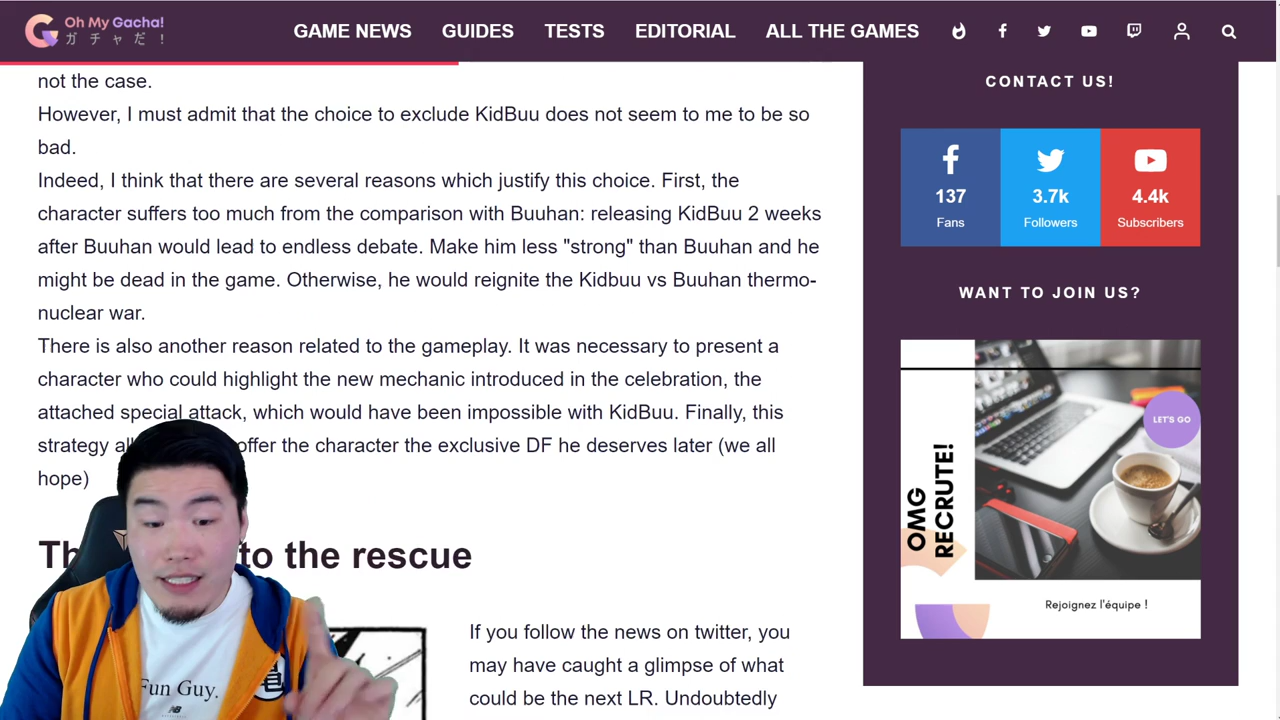 Oh My Gacha!
ガチャだ！
GAME NEWS
GUIDES
TESTS
EDITORIAL
ALL THE GAMES
not the case.
However, I must admit that the choice to exclude KidBuu does not seem to me to be so
bad.
Indeed, I think that there are several reasons which justify this choice. First, the
character suffers too much from the comparison with Buuhan: releasing KidBuu 2 weeks
after Buuhan would lead to endless debate. Make him less "strong" than Buuhan and he
might be dead in the game. Otherwise, he would reignite the Kidbuu vs Buuhan thermo-
nuclear war.
There is also another reason related to the gameplay. It was necessary to present a
character who could highlight the new mechanic introduced in the celebration, the
attached special attack, which would have been impossible with KidBuu. Finally, this
strategy offer the character the exclusive DF he deserves later (we all
hope)
to the rescue
If you follow the news on twitter, you
may have caught a glimpse of what
could be the next LR. Undoubtedly
CONTACT US!
137
Fans
3.7k
Followers
4.4k
Subscribers
WANT TO JOIN US?
LET'S GO
OMG
RECRUTE!
Rejoignez l'équipe !
Fun Guy.
亀